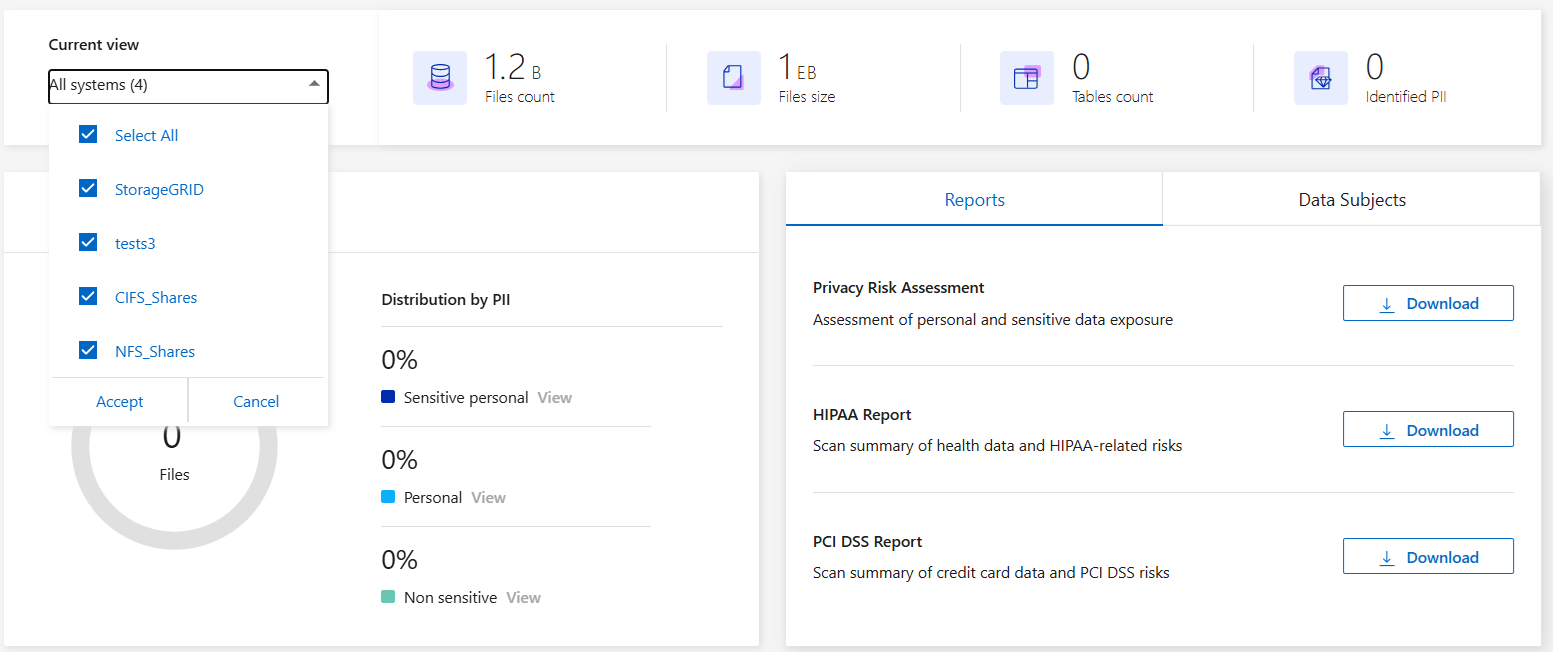 Current view
All systems (4)
Select All
StorageGRID
tests3
CIFS_Shares
NFS_Shares
Accept
Cancel
1.2 B
Files count
1 EB
Files size
0
Tables count
0
Identified PII
0
Files
Distribution by PII
0%
Sensitive personal View
0%
Personal View
0%
Non sensitive View
Reports
Data Subjects
Privacy Risk Assessment
Assessment of personal and sensitive data exposure
Download
HIPAA Report
Scan summary of health data and HIPAA-related risks
Download
PCI DSS Report
Scan summary of credit card data and PCI DSS risks
Download